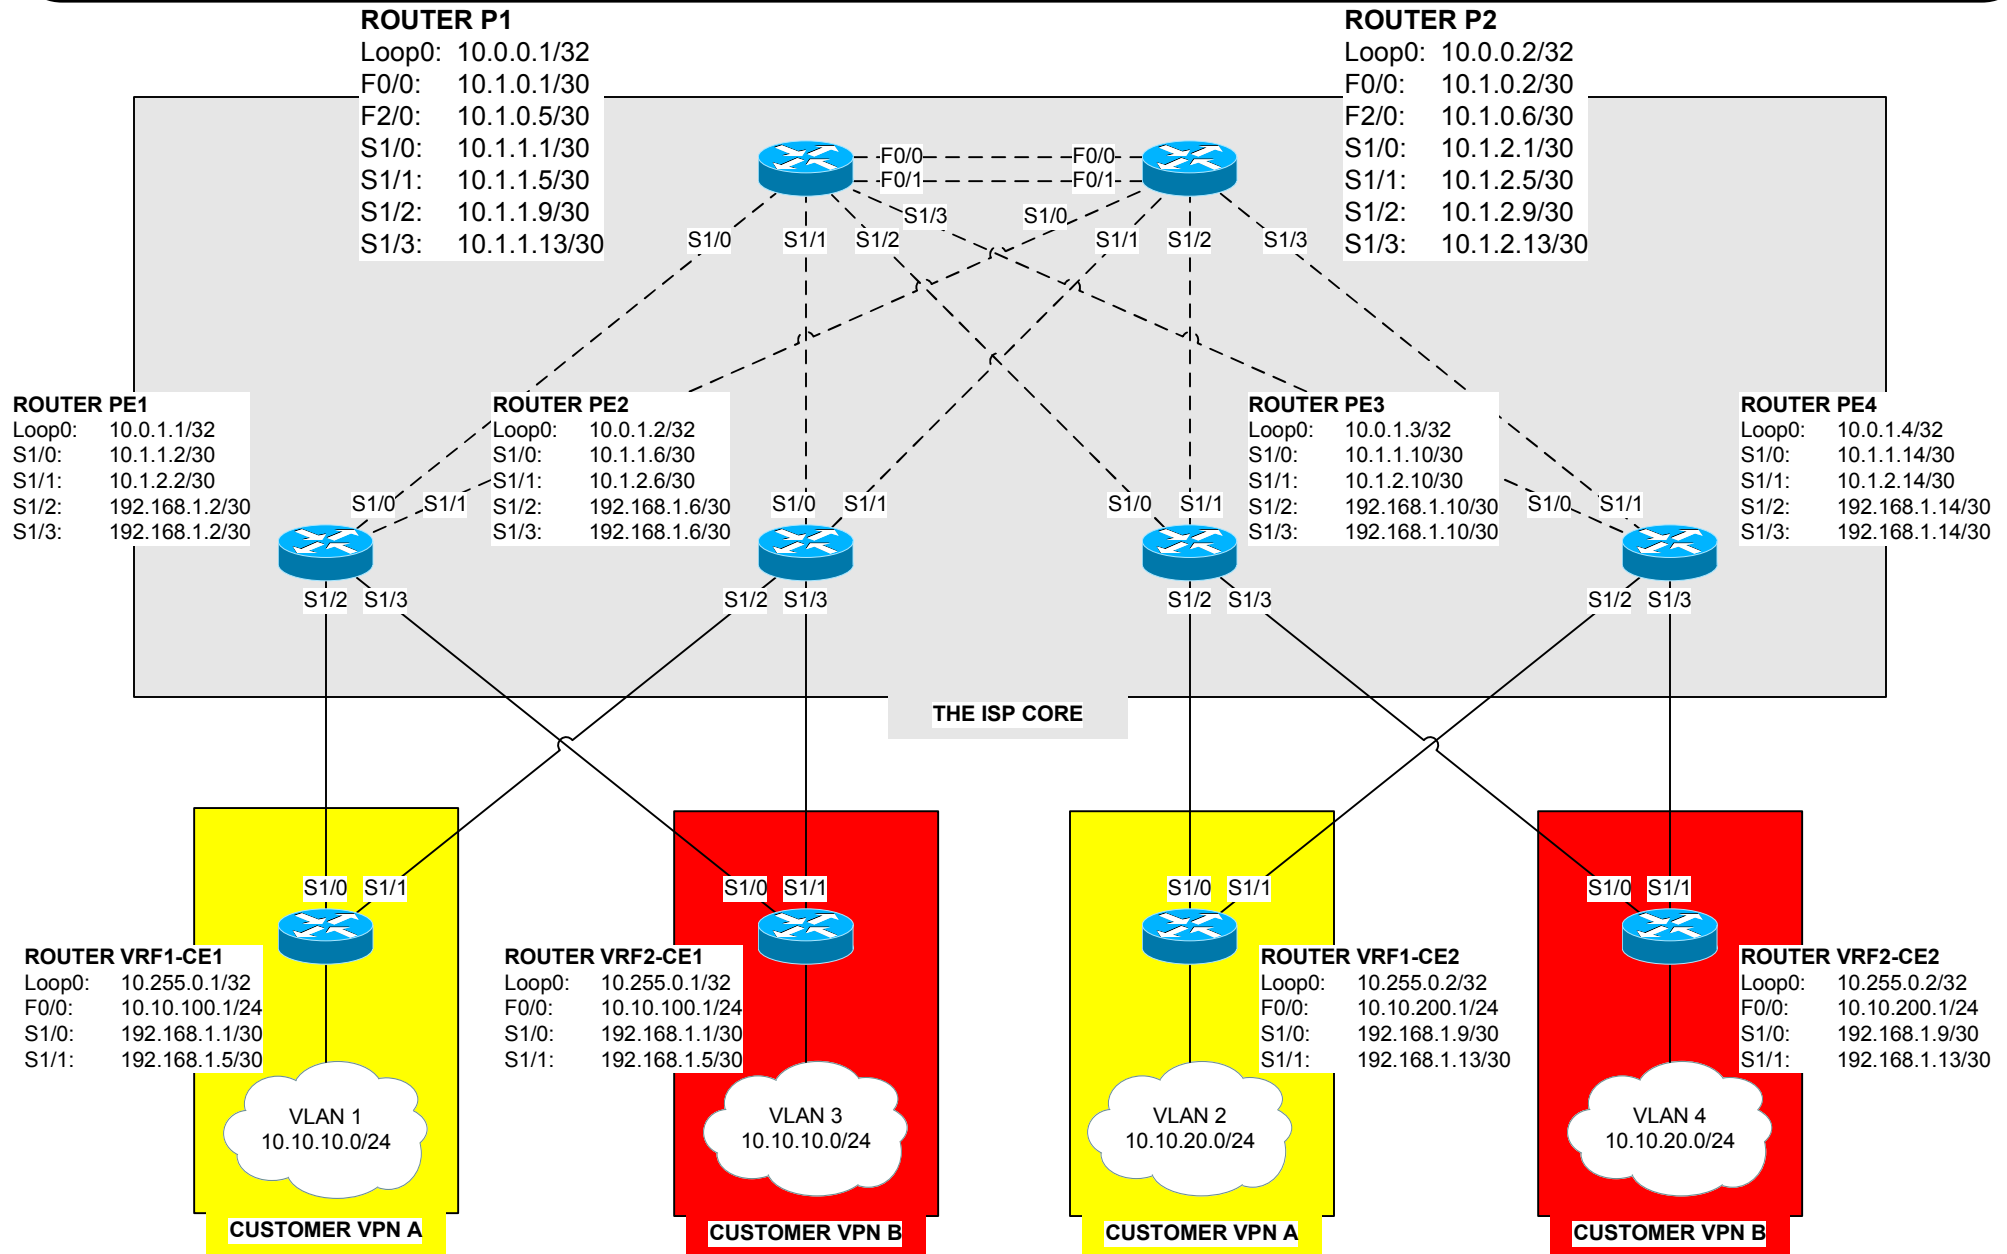 ROUTER P1
Loop0: 10.0.0.1/32
F0/0: 10.1.0.1/30
F2/0: 10.1.0.5/30
S1/0: 10.1.1.1/30
S1/1: 10.1.1.5/30
S1/2: 10.1.1.9/30
S1/3: 10.1.1.13/30
ROUTER P2
Loop0: 10.0.0.2/32
F0/0: 10.1.0.2/30
F2/0: 10.1.0.6/30
S1/0: 10.1.2.1/30
S1/1: 10.1.2.5/30
S1/2: 10.1.2.9/30
S1/3: 10.1.2.13/30
F0/0 F0/0
F0/1 F0/1
S1/3 S1/0
S1/0 S1/1 S1/2 S1/1 S1/2 S1/3
ROUTER PE1
Loop0: 10.0.1.1/32
S1/0: 10.1.1.2/30
S1/1: 10.1.2.2/30
S1/2: 192.168.1.2/30
S1/3: 192.168.1.2/30
ROUTER PE2
Loop0: 10.0.1.2/32
S1/0: 10.1.1.6/30
S1/1: 10.1.2.6/30
S1/2: 192.168.1.6/30
S1/3: 192.168.1.6/30
ROUTER PE3
Loop0: 10.0.1.3/32
S1/0: 10.1.1.10/30
S1/1: 10.1.2.10/30
S1/2: 192.168.1.10/30
S1/3: 192.168.1.10/30
ROUTER PE4
Loop0: 10.0.1.4/32
S1/0: 10.1.1.14/30
S1/1: 10.1.2.14/30
S1/2: 192.168.1.14/30
S1/3: 192.168.1.14/30
S1/0 S1/1 S1/0 S1/1 S1/0 S1/1 S1/0 S1/1
S1/2 S1/3 S1/2 S1/3 S1/2 S1/3 S1/2 S1/3
THE ISP CORE
S1/0 S1/1 S1/0 S1/1 S1/0 S1/1 S1/0 S1/1
ROUTER VRF1-CE1
Loop0: 10.255.0.1/32
F0/0: 10.10.100.1/24
S1/0: 192.168.1.1/30
S1/1: 192.168.1.5/30
ROUTER VRF2-CE1
Loop0: 10.255.0.1/32
F0/0: 10.10.100.1/24
S1/0: 192.168.1.1/30
S1/1: 192.168.1.5/30
ROUTER VRF1-CE2
Loop0: 10.255.0.2/32
F0/0: 10.10.200.1/24
S1/0: 192.168.1.9/30
S1/1: 192.168.1.13/30
ROUTER VRF2-CE2
Loop0: 10.255.0.2/32
F0/0: 10.10.200.1/24
S1/0: 192.168.1.9/30
S1/1: 192.168.1.13/30
VLAN 1
10.10.10.0/24
VLAN 3
10.10.10.0/24
VLAN 2
10.10.20.0/24
VLAN 4
10.10.20.0/24
CUSTOMER VPN A
CUSTOMER VPN B
CUSTOMER VPN A
CUSTOMER VPN B